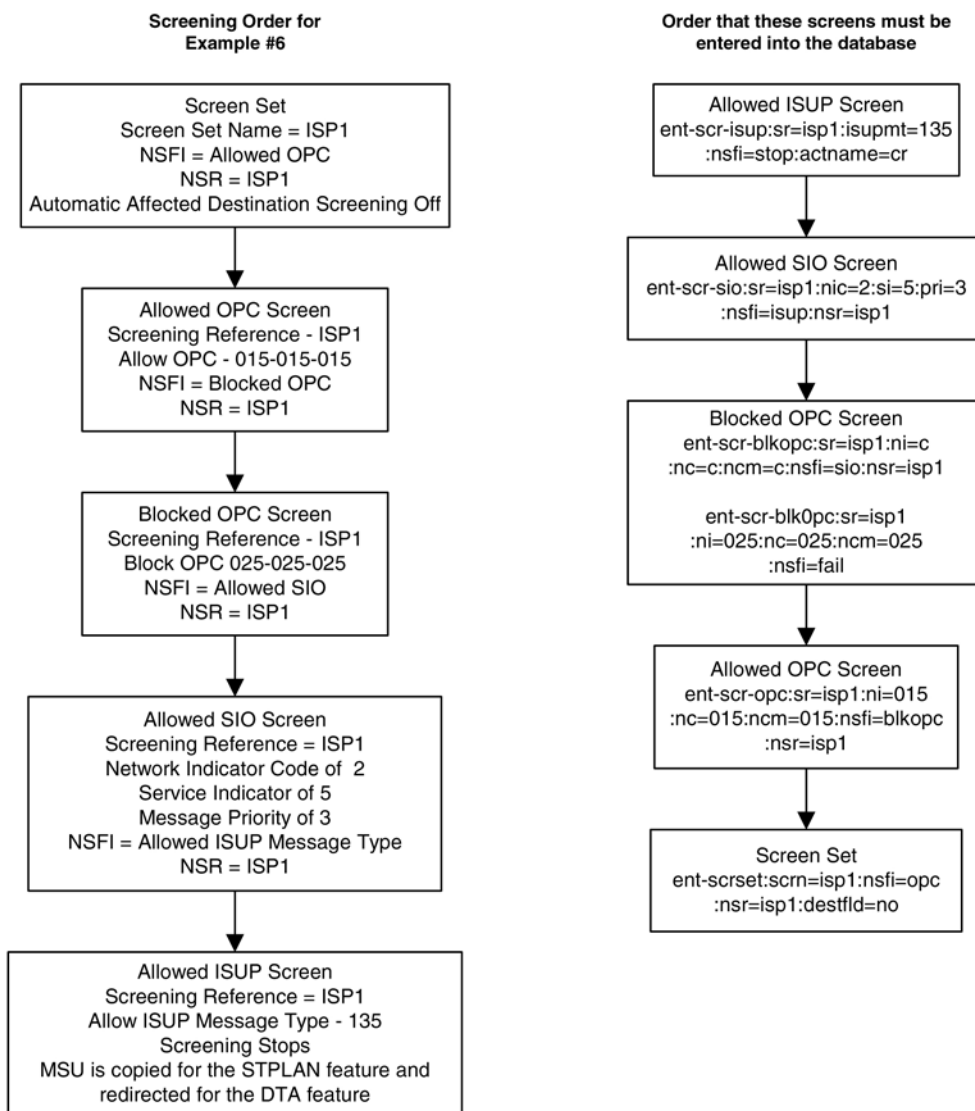 Screening Order for
Example #6
Screen Set
Screen Set Name = ISP1
NSFI = Allowed OPC
NSR = ISP1
Automatic Affected Destination Screening Off
Allowed OPC Screen
Screening Reference - ISP1
Allow OPC - 015-015-015
NSFI = Blocked OPC
NSR = ISP1
Blocked OPC Screen
Screening Reference - ISP1
Block OPC 025-025-025
NSFI = Allowed SIO
NSR = ISP1
Allowed SIO Screen
Screening Reference = ISP1
Network Indicator Code of 2
Service Indicator of 5
Message Priority of 3
NSFI = Allowed ISUP Message Type
NSR = ISP1
Allowed ISUP Screen
Screening Reference = ISP1
Allow ISUP Message Type - 135
Screening Stops
MSU is copied for the STPLAN feature and
redirected for the DTA feature
Order that these screens must be
entered into the database
Allowed ISUP Screen
ent-scr-isup:sr=isp1:isupmt=135
:nsfi=stop:actname=cr
Allowed SIO Screen
ent-scr-sio:sr=isp1:nic=2:si=5:pri=3
:nsfi=isup:nsr=isp1
Blocked OPC Screen
ent-scr-blkopc:sr=isp1:ni=c
:nc=c:ncm=c:nsfi=sio:nsr=isp1
ent-scr-blk0pc:sr=isp1
:ni=025:nc=025:ncm=025
:nsfi=fail
Allowed OPC Screen
ent-scr-opc:sr=isp1:ni=015
:nc=015:ncm=015:nsfi=blkopc
:nsr=isp1
Screen Set
ent-scrset:scrn=isp1:nsfi=opc
:nsr=isp1:destfld=no